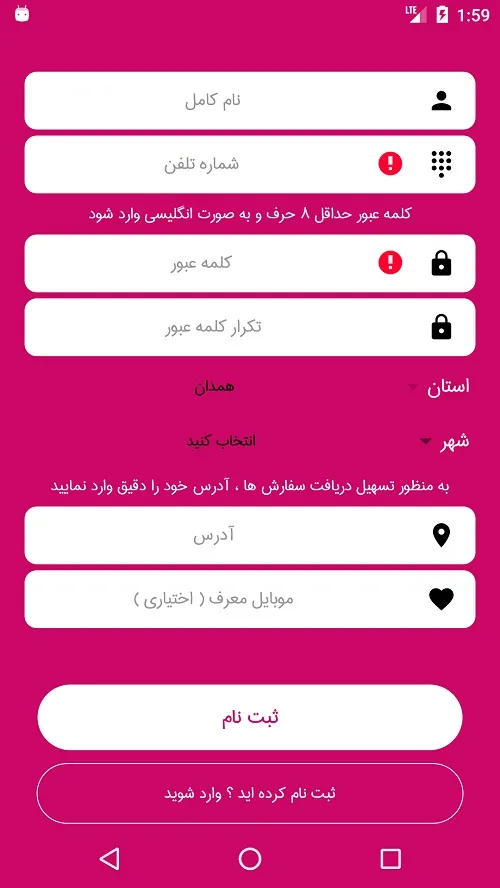 LTE 1:59
نام کامل
شماره تلفن
کلمه عبور حداقل ۸ حرف و به صورت انگلیسی وارد شود
کلمه عبور
تکرار کلمه عبور
استان همدان
شهر انتخاب کنید
به منظور تسهیل دریافت سفارش ها ، آدرس خود را دقیق وارد نمایید
آدرس
موبایل معرف ( اختیاری )
ثبت نام
ثبت نام کرده اید ؟ وارد شوید